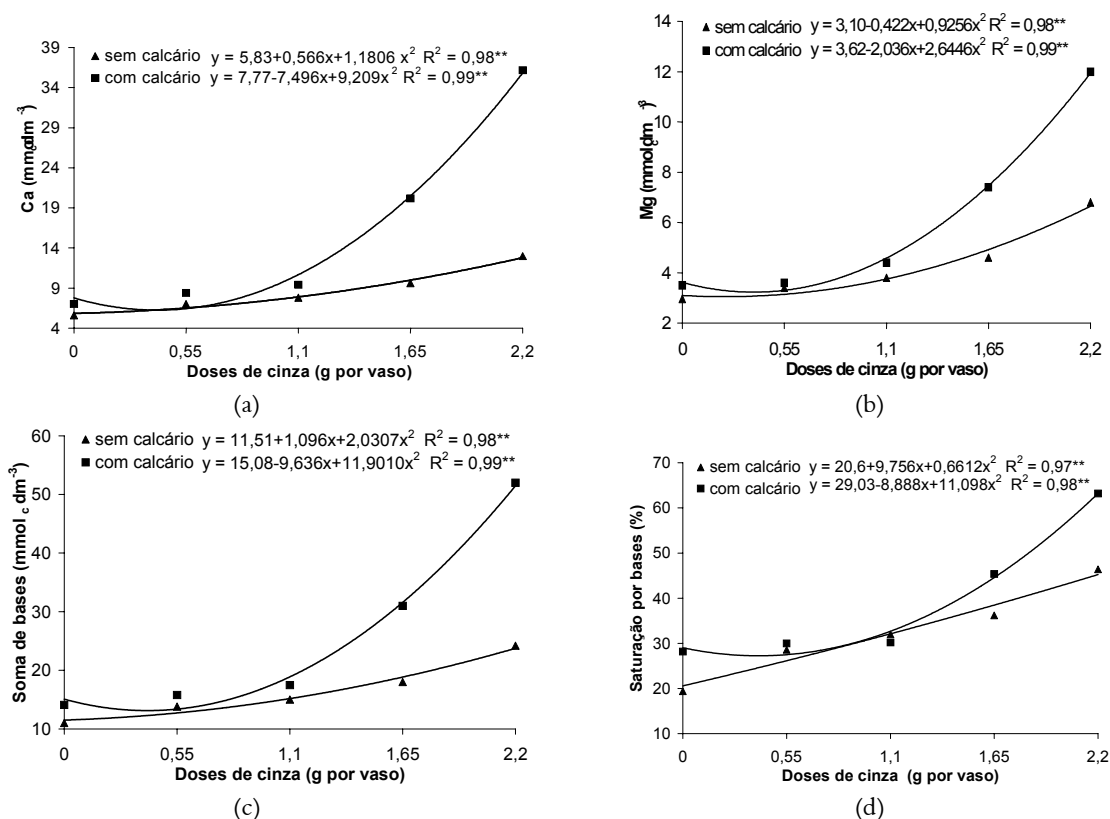 sem calcário y = 5,83+0,566x+1,1806 x² R² = 0,98**
com calcário y = 7,77-7,496x+9,209x² R² = 0,99**
39
34
29
24
19
14
9
4
Ca (mmolcdm⁻³)
0 0,55 1,1 1,65 2,2
Doses de cinza (g por vaso)
(a)
sem calcário y = 3,10-0,422x+0,9256x² R² = 0,98**
com calcário y = 3,62-2,036x+2,6446x² R² = 0,99**
14
12
10
8
6
4
2
Mg (mmolcdm⁻³)
0 0,55 1,1 1,65 2,2
Doses de cinza (g por vaso)
(b)
sem calcário y = 11,51+1,096x+2,0307x² R² = 0,98**
com calcário y = 15,08-9,636x+11,9010x² R² = 0,99**
60
50
40
30
20
10
Soma de bases (mmol c dm⁻³)
0 0,55 1,1 1,65 2,2
Doses de cinza (g por vaso)
(c)
sem calcário y = 20,6+9,756x+0,6612x² R² = 0,97**
com calcário y = 29,03-8,888x+11,098x² R² = 0,98**
70
60
50
40
30
20
10
Saturação por bases (%)
0 0,55 1,1 1,65 2,2
Doses de cinza (g por vaso)
(d)